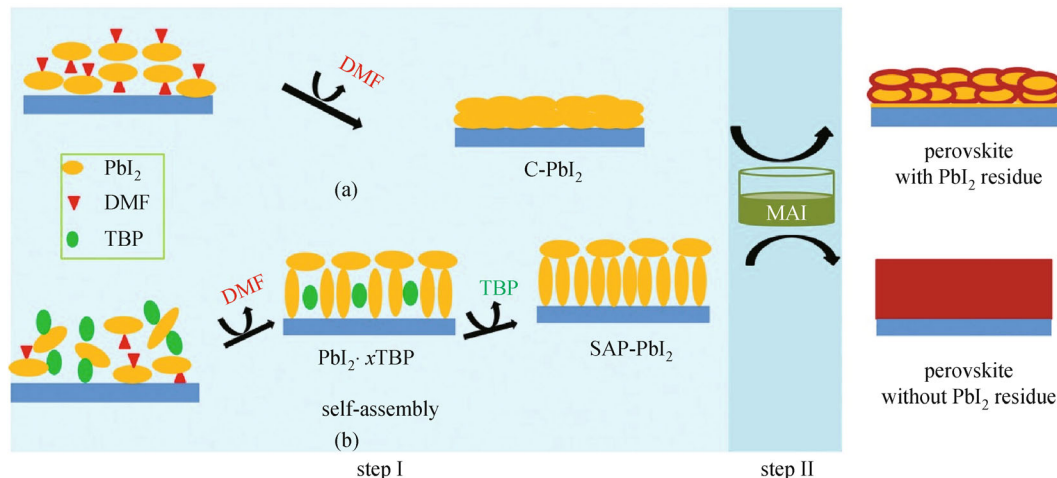 DMF
C-PbI₂
(a)
PbI₂
DMF
TBP
DMF
PbI₂· xTBP
TBP
SAP-PbI₂
self-assembly
(b)
step I
MAI
step II
perovskite
with PbI₂ residue
perovskite
without PbI₂ residue